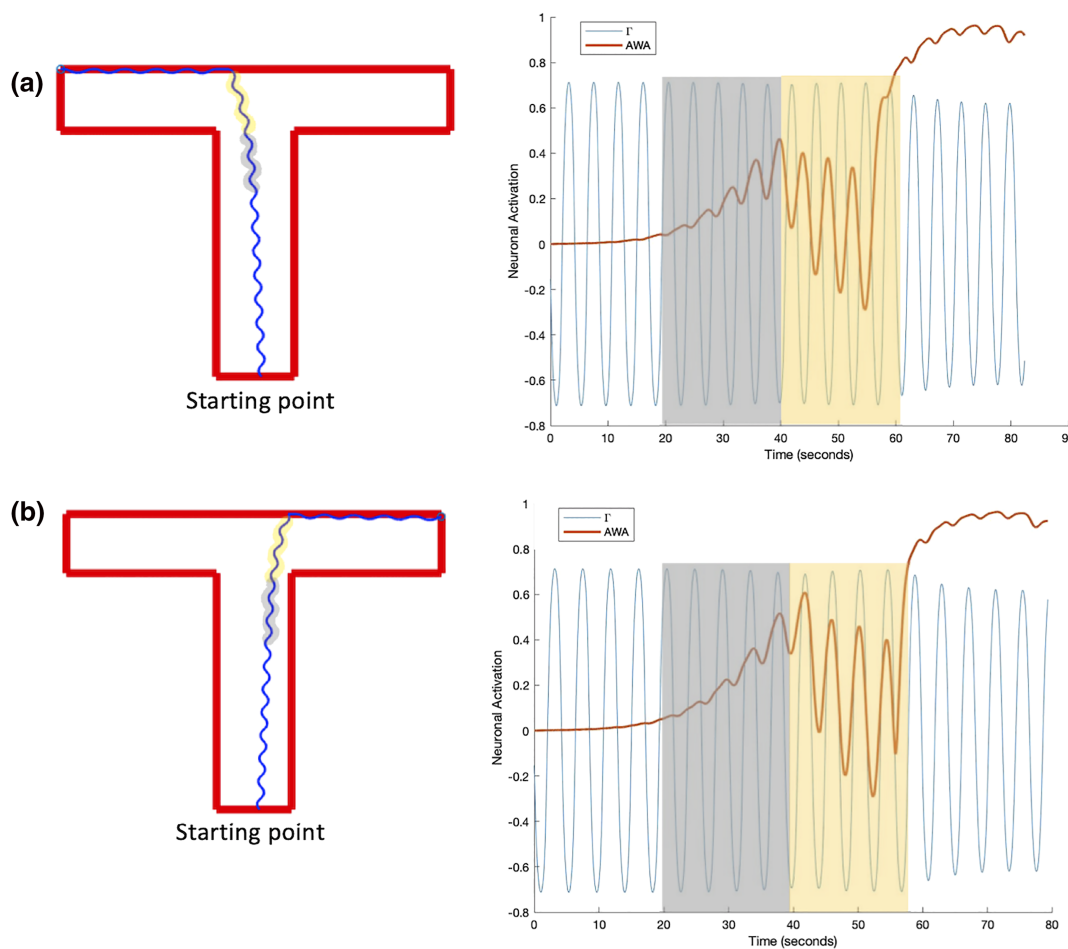 (a)
Starting point
Γ
AWA
Neuronal Activation
1
0.8
0.6
0.4
0.2
0
-0.2
-0.4
-0.6
-0.8
0 10 20 30 40 50 60 70 80 9
Time (seconds)
(b)
Starting point
Γ
AWA
Neuronal Activation
1
0.8
0.6
0.4
0.2
0
-0.2
-0.4
-0.6
-0.8
0 10 20 30 40 50 60 70 80
Time (seconds)